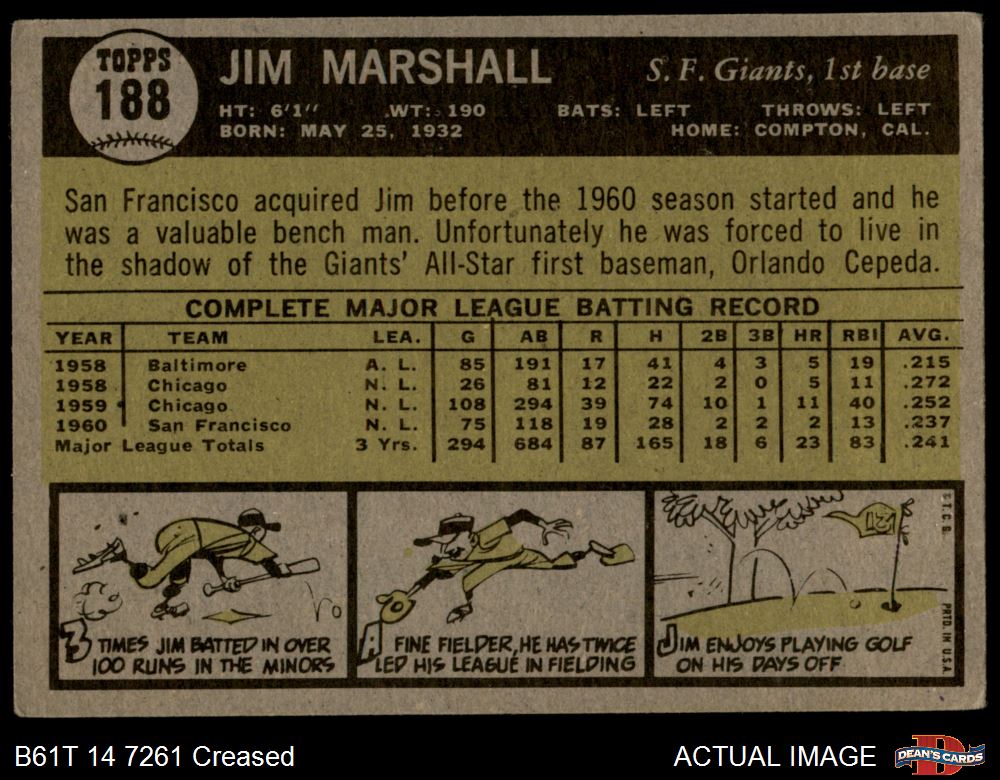 TOPPS
188
JIM MARSHALL
S. F. Giants, 1st base
HT: 6'1" WT: 190 BATS: LEFT THROWS: LEFT
BORN: MAY 25, 1932 HOME: COMPTON, CAL.
San Francisco acquired Jim before the 1960 season started and he
was a valuable bench man. Unfortunately he was forced to live in
the shadow of the Giants' All-Star first baseman, Orlando Cepeda.
COMPLETE MAJOR LEAGUE BATTING RECORD
YEAR TEAM LEA. G AB R H 2B 3B HR RBI AVG.
1958 Baltimore A. L. 85 191 17 41 4 3 5 19 .215
1958 Chicago N. L. 26 81 12 22 2 0 5 11 .272
1959 Chicago N. L. 108 294 39 74 10 1 11 40 .252
1960 San Francisco N. L. 75 118 19 28 2 2 2 13 .237
Major League Totals 3 Yrs. 294 684 87 165 18 6 23 83 .241
3 TIMES JIM BATTED IN OVER
100 RUNS IN THE MINORS
A FINE FIELDER, HE HAS TWICE
LED HIS LEAGUE IN FIELDING
JIM ENJOYS PLAYING GOLF
ON HIS DAYS OFF
T.C.G.
PRTD. IN U.S.A.
B61T 14 7261 Creased
ACTUAL IMAGE
DEAN'S CARDS